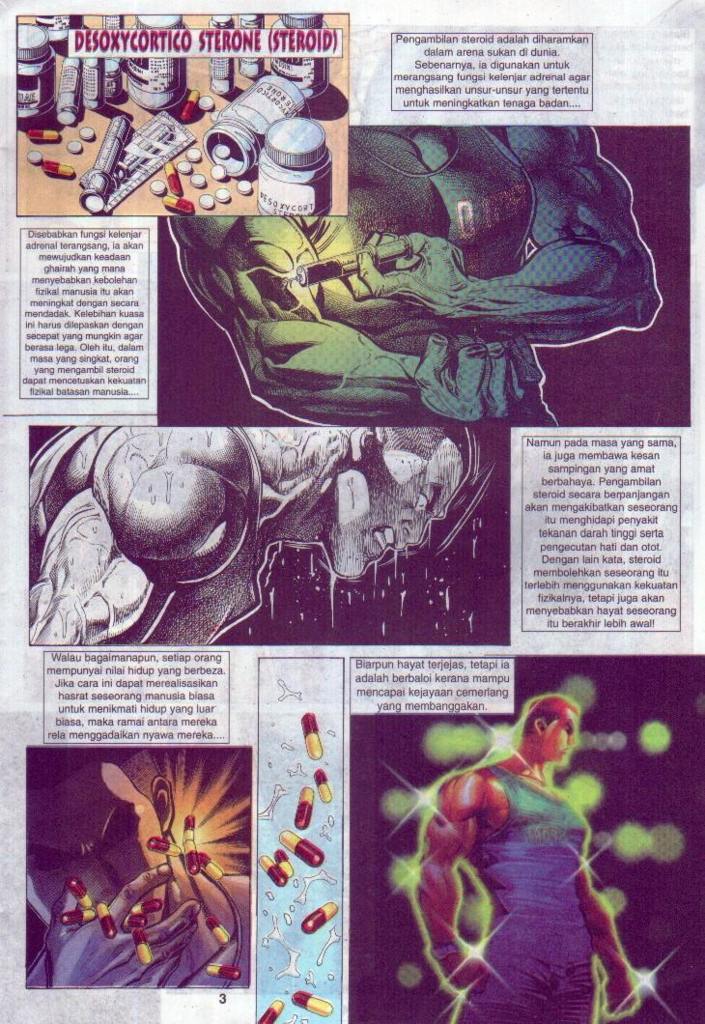 DESOXYCORTICO STERONE (STEROID)
Pengambilan steroid adalah diharamkan
dalam arena sukan di dunia.
Sebenarnya, ia digunakan untuk
merangsang fungsi kelenjar adrenal agar
menghasilkan unsur-unsur yang tertentu
untuk meningkatkan tenaga badan....
DESOXYCORT
Disebabkan fungsi kelenjar
adrenal terangsang, ia akan
mewujudkan keadaan
ghairah yang mana
menyebabkan kebolehan
fizikal manusia itu akan
meningkat dengan secara
mendadak. Kelebihan kuasa
ini harus dilepaskan dengan
secepat yang mungkin agar
berasa lega. Oleh itu, dalam
masa yang singkat, orang
yang mengambil steroid
dapat mencetuskan kekuatan
fizikal batasan manusia....
Namun pada masa yang sama,
ia juga membawa kesan
sampingan yang amat
berbahaya. Pengambilan
steroid secara berpanjangan
akan mengakibatkan seseorang
itu menghidapi penyakit
tekanan darah tinggi serta
pengecutan hati dan otot.
Dengan lain kata, steroid
membolehkan seseorang itu
terlebih menggunakan kekuatan
fizikalnya, tetapi juga akan
menyebabkan hayat seseorang
itu berakhir lebih awal!
Walau bagaimanapun, setiap orang
mempunyai nilai hidup yang berbeza.
Jika cara ini dapat merealisasikan
hasrat seseorang manusia biasa
untuk menikmati hidup yang luar
biasa, maka ramai antara mereka
rela menggadaikan nyawa mereka....
Biarpun hayat terjejas, tetapi ia
adalah berbaloi kerana mampu
mencapai kejayaan cemerlang
yang membanggakan.
3